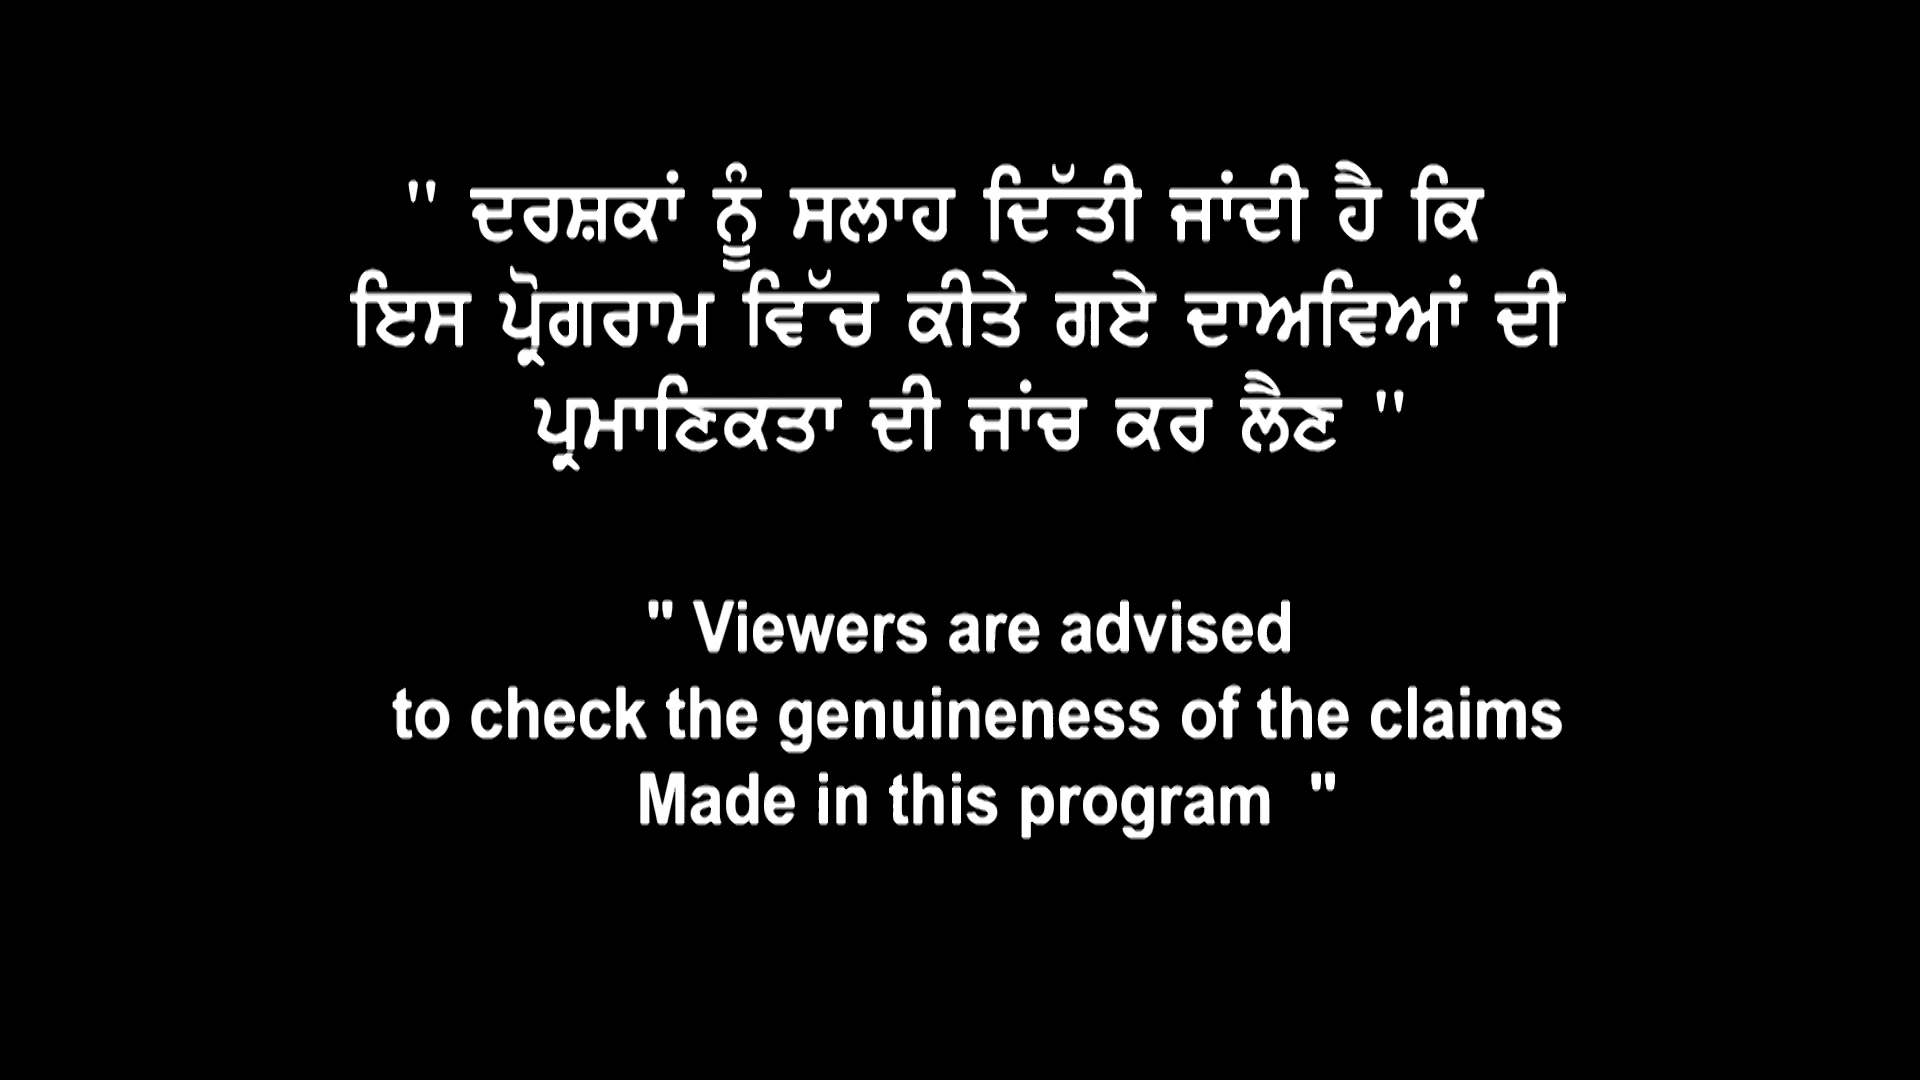 " ਦਰਸ਼ਕਾਂ ਨੂੰ ਸਲਾਹ ਦਿੱਤੀ ਜਾਂਦੀ ਹੈ ਕਿ
ਇਸ ਪ੍ਰੋਗਰਾਮ ਵਿੱਚ ਕੀਤੇ ਗਏ ਦਾਅਵਿਆਂ ਦੀ
ਪ੍ਰਮਾਣਿਕਤਾ ਦੀ ਜਾਂਚ ਕਰ ਲੈਣ "
" Viewers are advised
to check the genuineness of the claims
Made in this program "